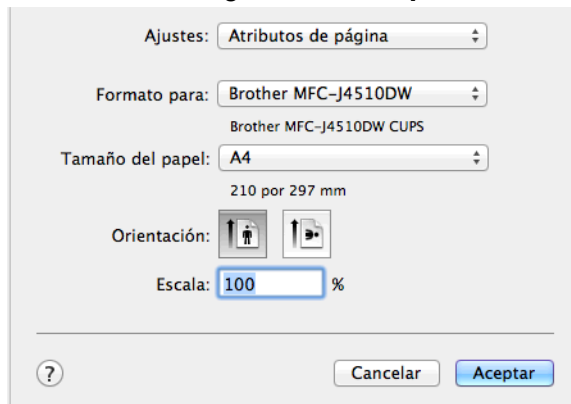 Ajustes: Atributos de página
Formato para: Brother MFC-J4510DW
Brother MFC-J4510DW CUPS
Tamaño del papel: A4
210 por 297 mm
Orientación:
Escala: 100 %
? Cancelar Aceptar